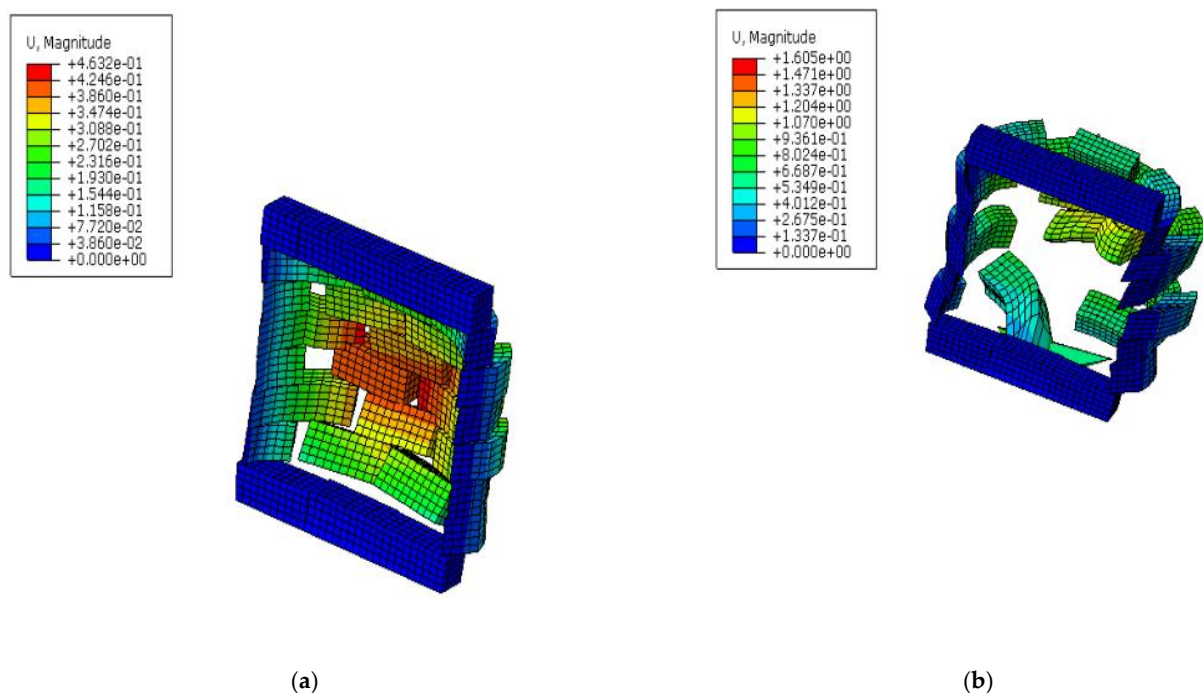 U, Magnitude
+4.632e-01
+4.246e-01
+3.860e-01
+3.474e-01
+3.088e-01
+2.702e-01
+2.316e-01
+1.930e-01
+1.544e-01
+1.158e-01
+7.720e-02
+3.860e-02
+0.000e+00
U, Magnitude
+1.605e+00
+1.471e+00
+1.337e+00
+1.204e+00
+1.070e+00
+9.361e-01
+8.024e-01
+6.687e-01
+5.349e-01
+4.012e-01
+2.675e-01
+1.337e-01
+0.000e+00
(a)
(b)